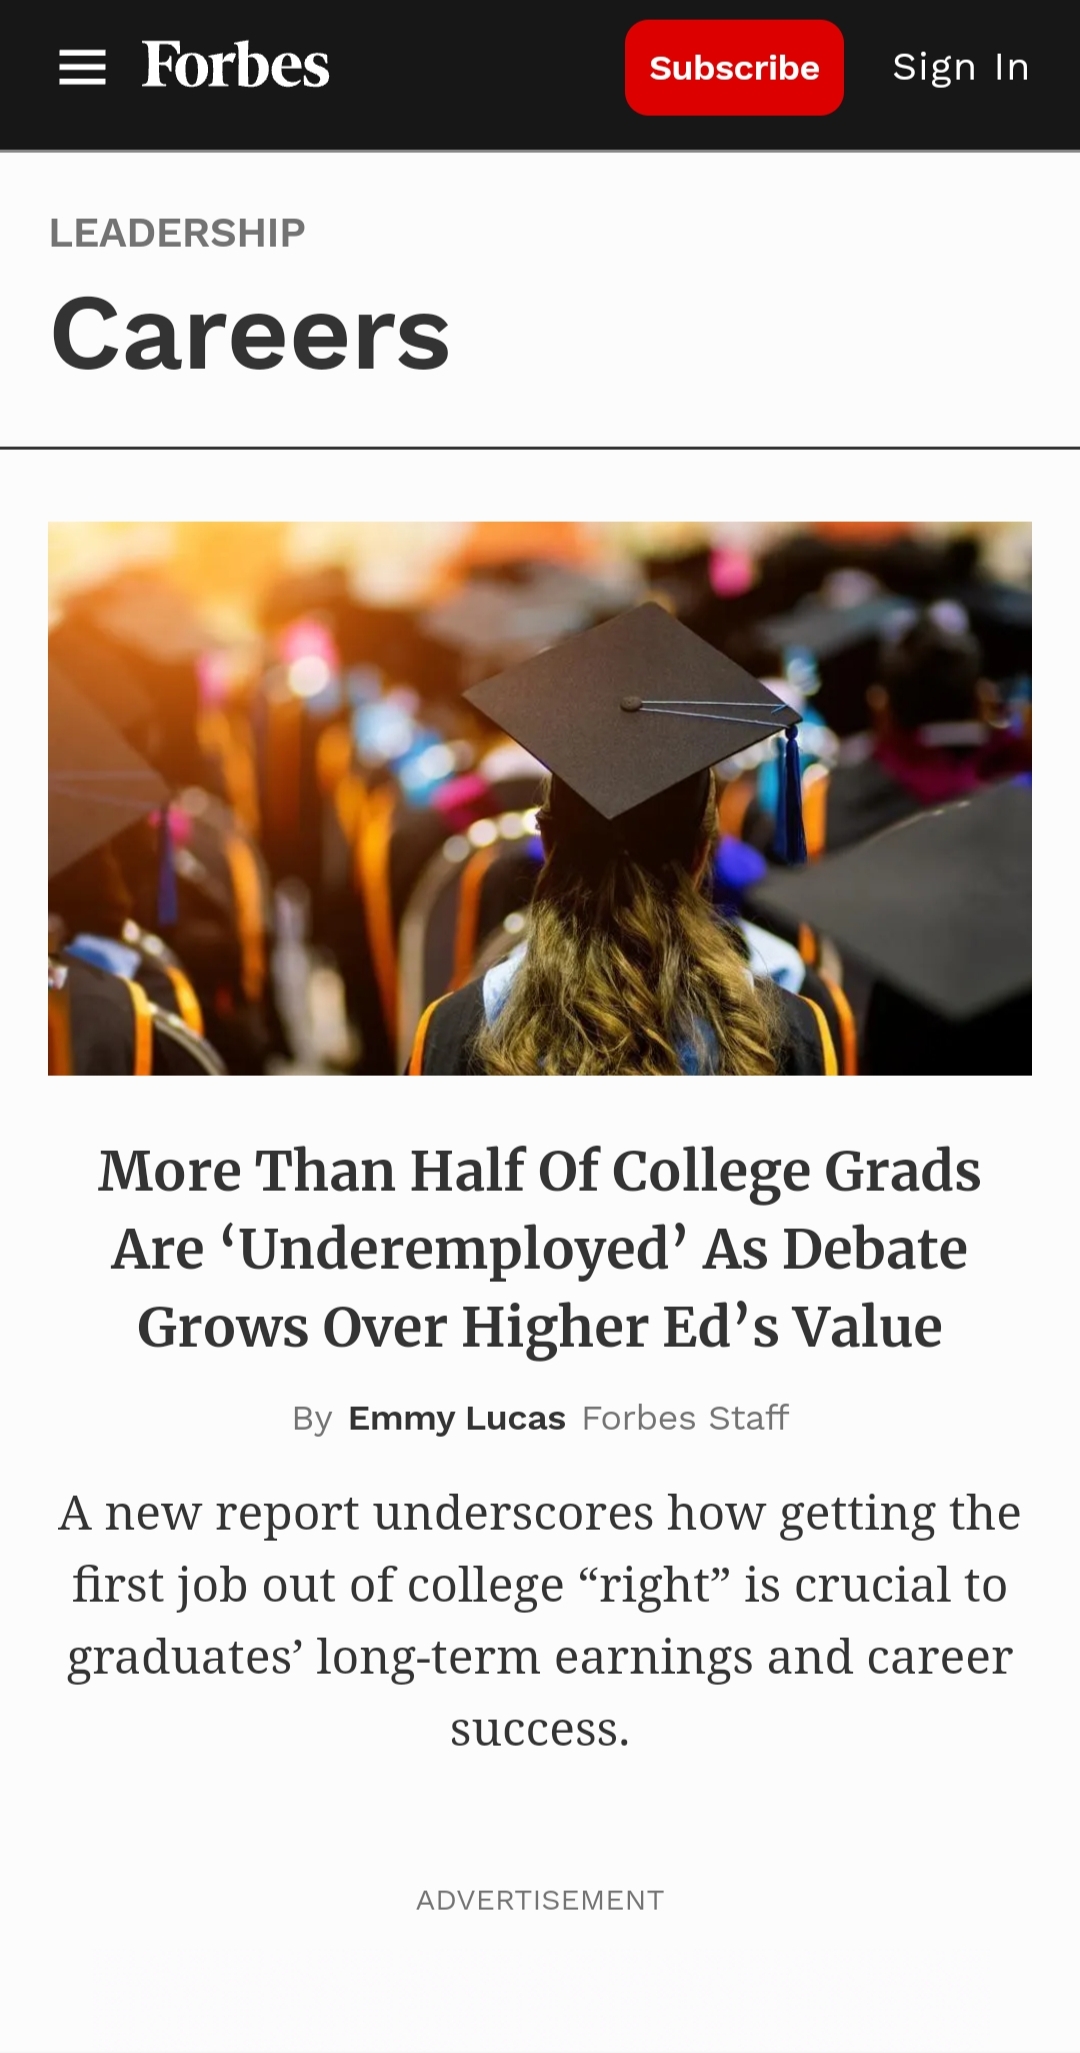 Forbes
Subscribe
Sign In
LEADERSHIP
Careers
More Than Half Of College Grads
Are ‘Underemployed’ As Debate
Grows Over Higher Ed’s Value
By Emmy Lucas Forbes Staff
A new report underscores how getting the
first job out of college “right” is crucial to
graduates’ long-term earnings and career
success.
ADVERTISEMENT